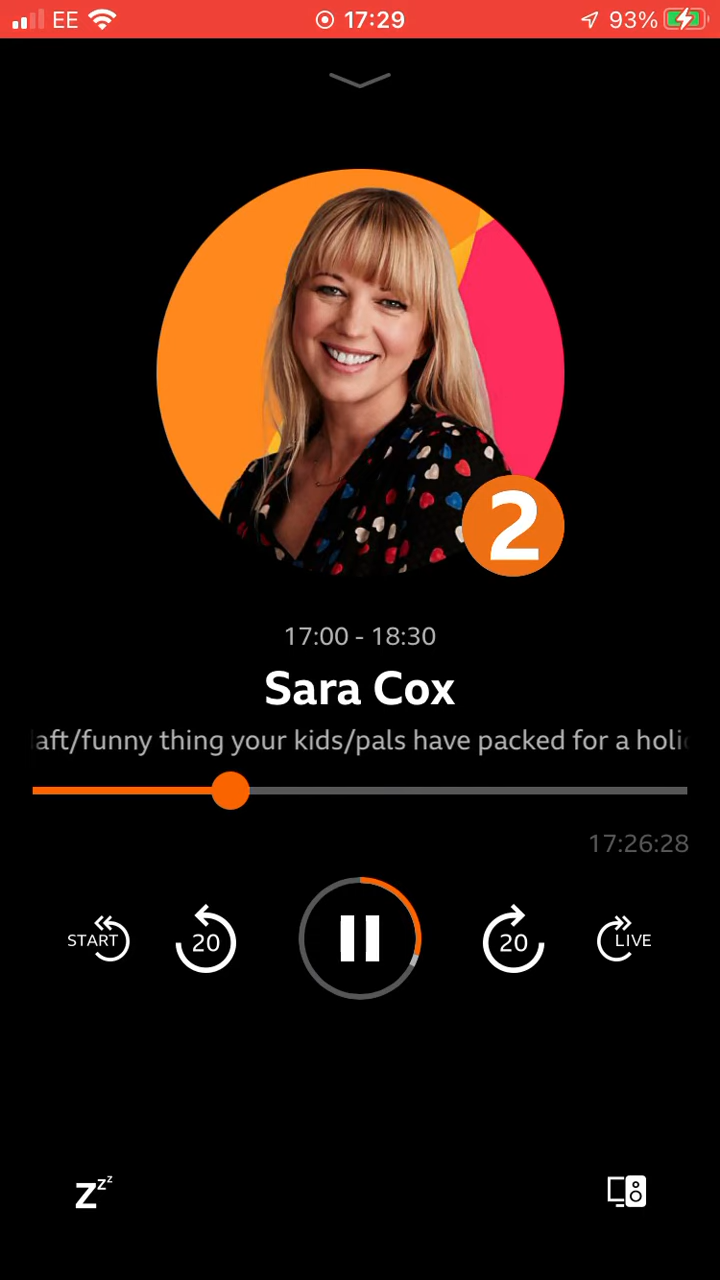 EE 17:29 93%
2
17:00 - 18:30
Sara Cox
aft/funny thing your kids/pals have packed for a holi
17:26:28
START 20 20 LIVE
Zzz